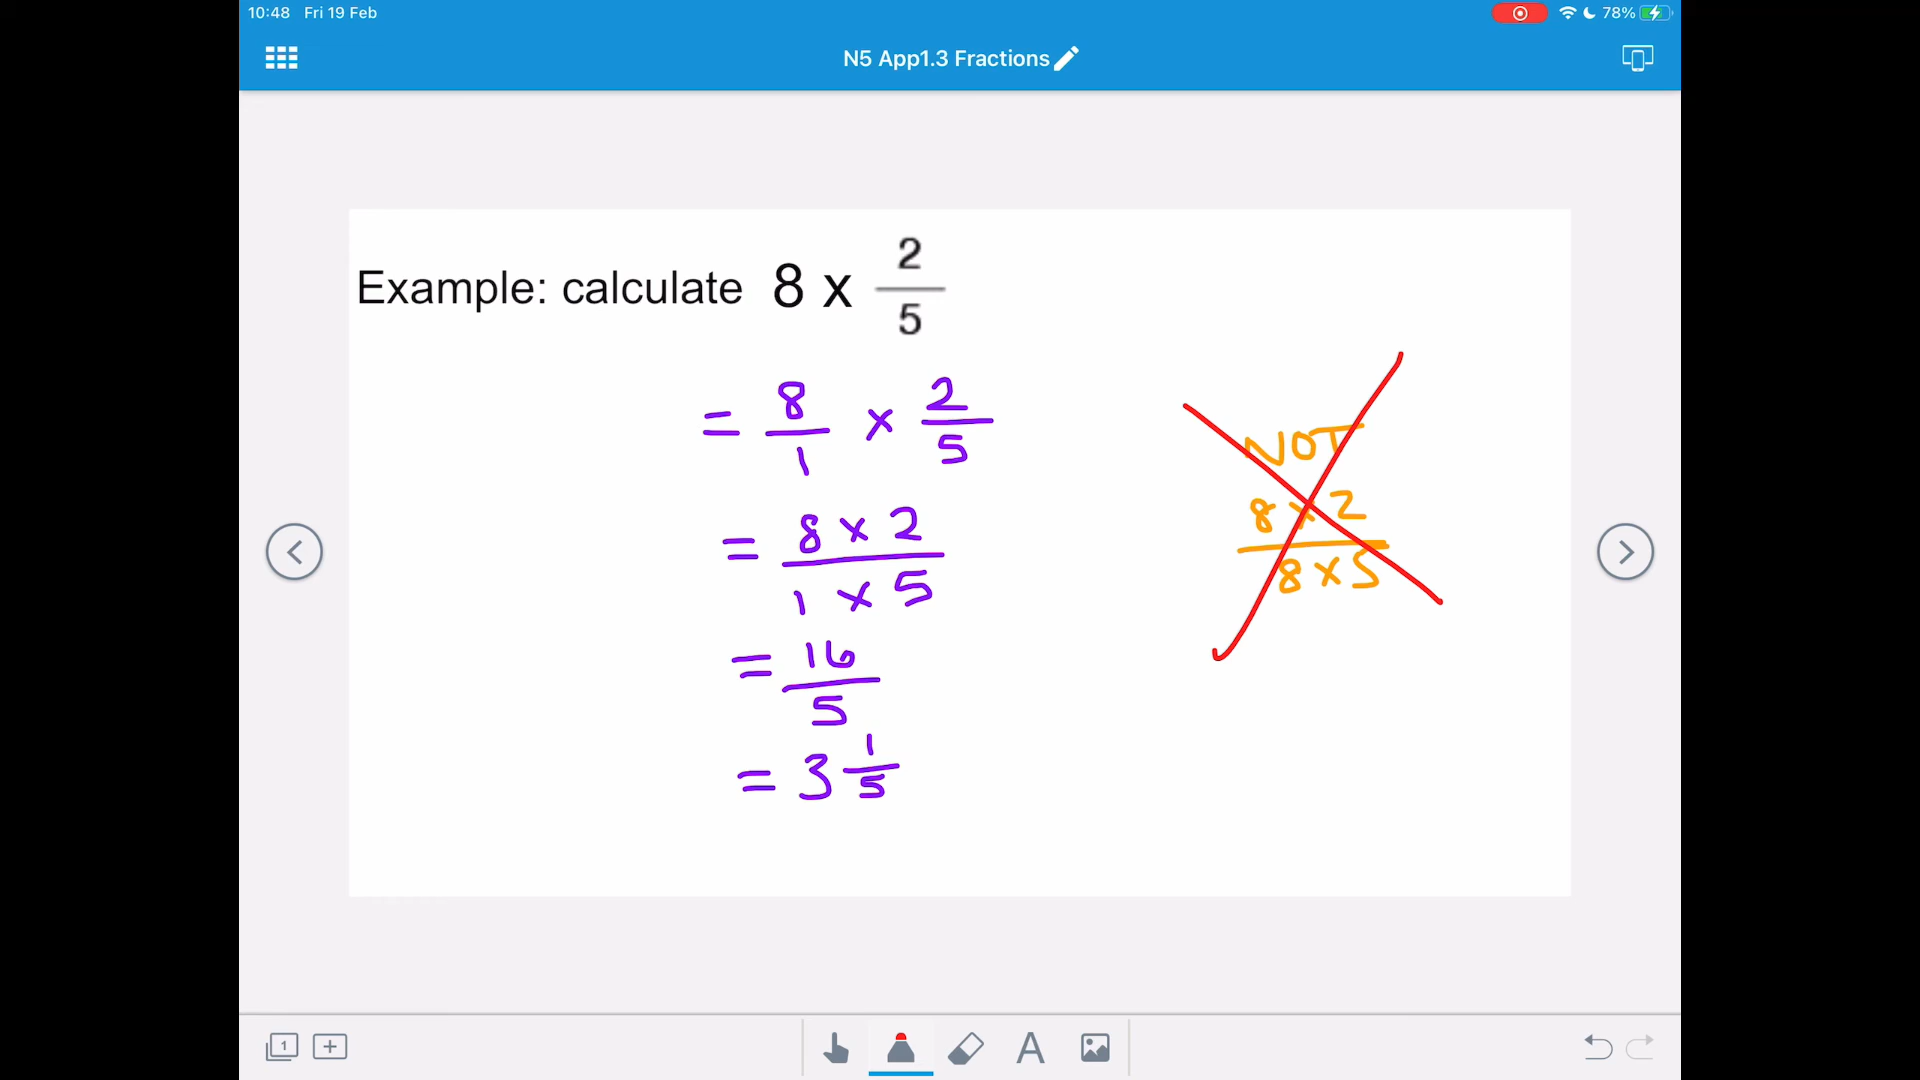 10:48 Fri 19 Feb 78%
N5 App1.3 Fractions
Example: calculate 8 x 2/5
= 8/1 x 2/5
= 8 x 2 / 1 x 5
= 16/5
= 3 1/5
NOT
8 x 2 / 8 x 5
1
A